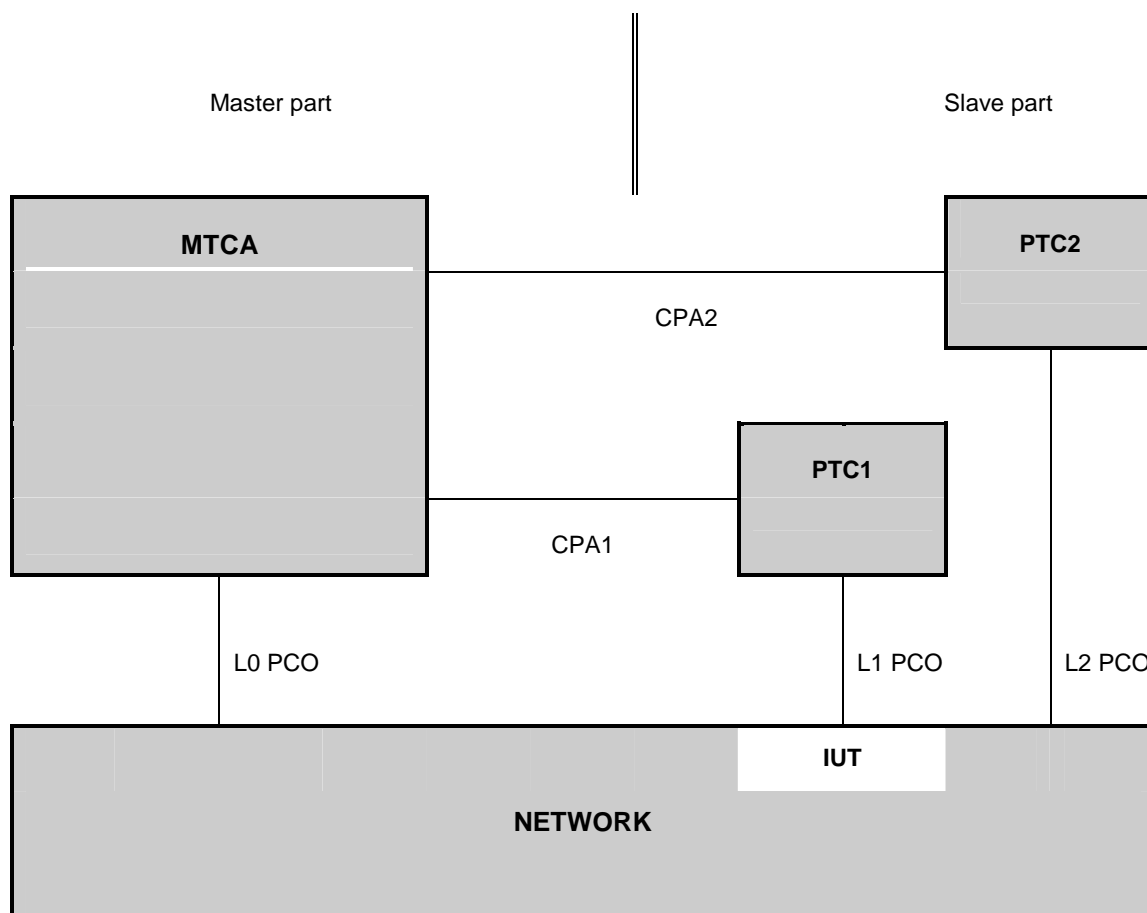 Master part
Slave part
MTCA
PTC2
CPA2
PTC1
CPA1
L0 PCO
L1 PCO
L2 PCO
IUT
NETWORK